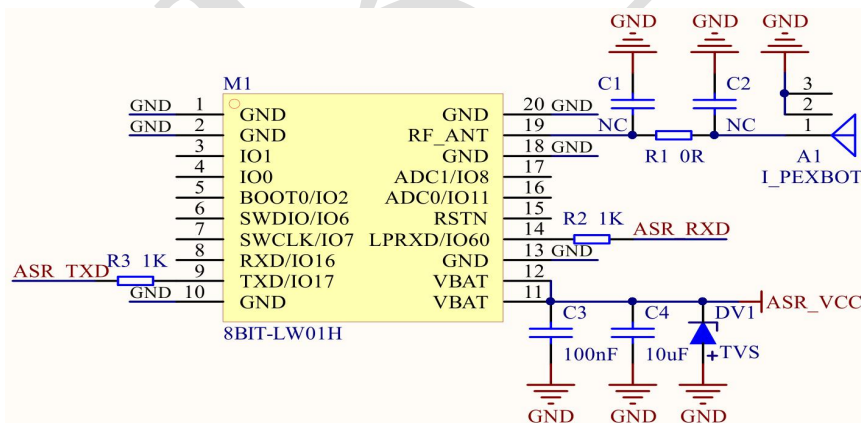 GND GND GND
M1 C1 C2 3
GND 1 GND GND 20 GND 2
GND 2 GND RF_ANT 19 NC NC 1
3 IO1 GND 18 GND R1 0R A1
4 IO0 ADC1/IO8 17 I_PEXBOT
5 BOOT0/IO2 ADC0/IO11 16
6 SWDIO/IO6 RSTN 15 R2 1K
7 SWCLK/IO7 LPRXD/IO60 14 ASR_RXD
R3 1K 8 RXD/IO16 GND 13 GND
ASR_TXD 9 TXD/IO17 VBAT 12
GND 10 GND VBAT 11 ASR_VCC
8BIT-LW01H C3 C4 DV1
100nF 10uF +TVS
GND GND GND